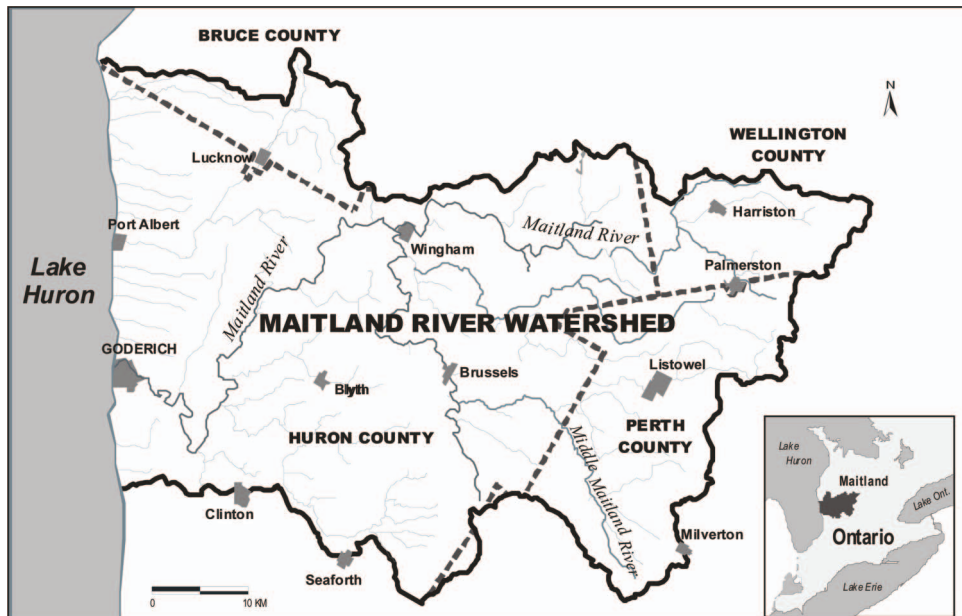 BRUCE COUNTY
N
WELLINGTON
COUNTY
Lucknow
Harriston
Port Albert
Maitland River
Wingham
Palmerston
Lake
Huron
Maitland River
MAITLAND RIVER WATERSHED
GODERICH
Listowel
Brussels
Blyth
PERTH
COUNTY
HURON COUNTY
Middle Maitland River
Clinton
Milverton
Seaforth
0
10 KM
Lake
Huron
Maitland
Lake Ont.
Ontario
Lake Erie